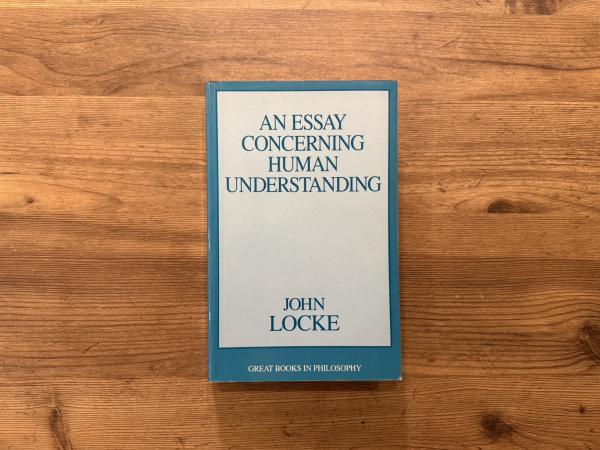 AN ESSAY
CONCERNING
HUMAN
UNDERSTANDING
JOHN
LOCKE
GREAT BOOKS IN PHILOSOPHY